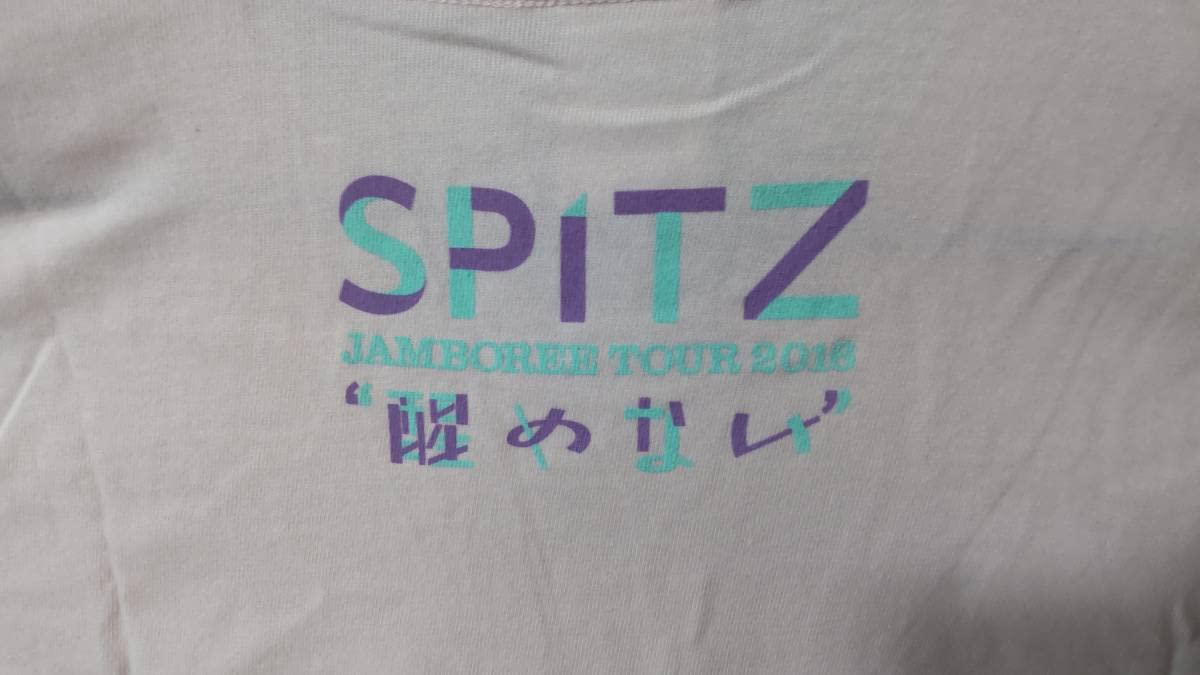 SPITZ
JAMBOREE TOUR 2016
“醒めない”